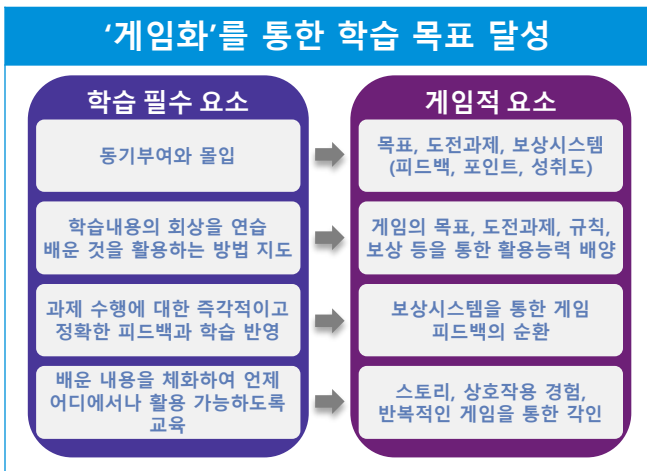 ‘게임화’를 통한 학습 목표 달성
학습 필수 요소
게임적 요소
동기부여와 몰입
목표, 도전과제, 보상시스템
(피드백, 포인트, 성취도)
학습내용의 회상을 연습
배운 것을 활용하는 방법 지도
게임의 목표, 도전과제, 규칙,
보상 등을 통한 활용능력 배양
과제 수행에 대한 즉각적이고
정확한 피드백과 학습 반영
보상시스템을 통한 게임
피드백의 순환
배운 내용을 체화하여 언제
어디에서나 활용 가능하도록
교육
스토리, 상호작용 경험,
반복적인 게임을 통한 각인